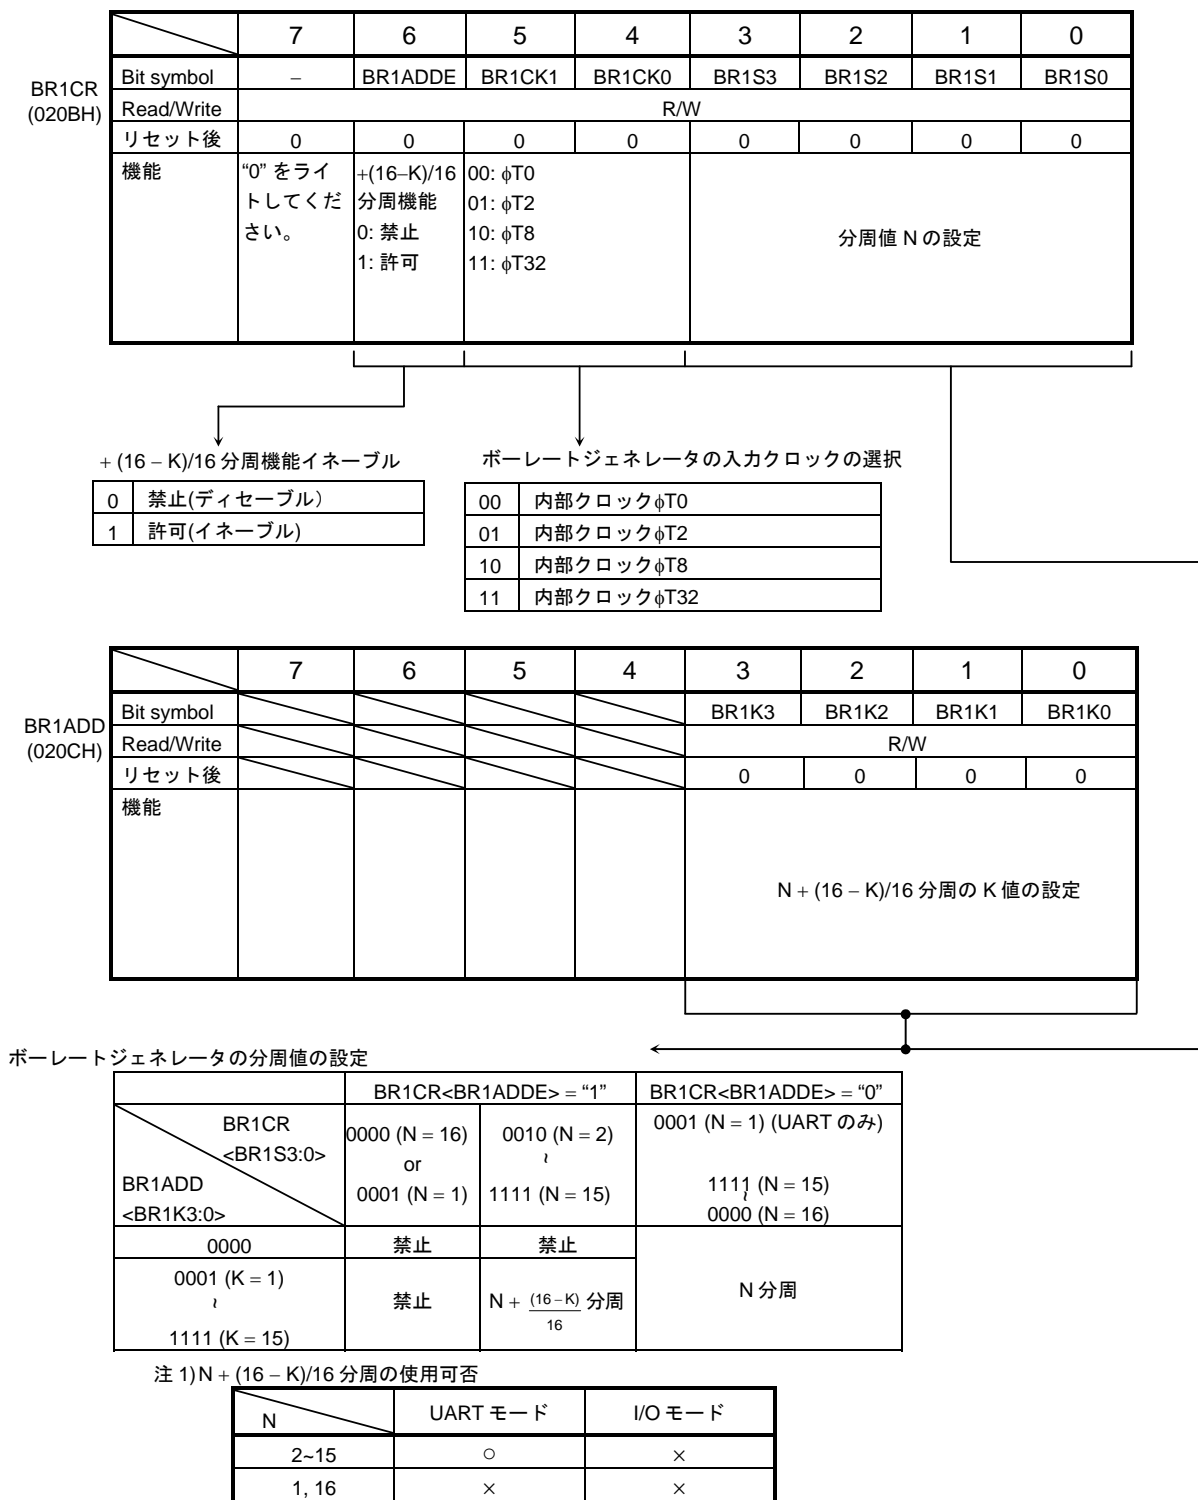 7 6 5 4 3 2 1 0
BR1CR
(020BH)
Bit symbol – BR1ADDE BR1CK1 BR1CK0 BR1S3 BR1S2 BR1S1 BR1S0
Read/Write R/W
リセット後 0 0 0 0 0 0 0 0
機能 “0” をライ +(16–K)/16 00: ϕT0
トしてくだ 分周機能 01: ϕT2
さい。 0: 禁止 10: ϕT8 分周値 N の設定
1: 許可 11: ϕT32
+ (16 – K)/16 分周機能イネーブル
0 禁止(ディセーブル）
1 許可(イネーブル)
ボーレートジェネレータの入力クロックの選択
00 内部クロックϕT0
01 内部クロックϕT2
10 内部クロックϕT8
11 内部クロックϕT32
7 6 5 4 3 2 1 0
BR1ADD
(020CH)
Bit symbol BR1K3 BR1K2 BR1K1 BR1K0
Read/Write R/W
リセット後 0 0 0 0
機能
N + (16 – K)/16 分周の K 値の設定
ボーレートジェネレータの分周値の設定
BR1CR<BR1ADDE> = “1” BR1CR<BR1ADDE> = “0”
BR1CR
<BR1S3:0>
BR1ADD
<BR1K3:0>
0000 (N = 16)
or
0001 (N = 1)
0010 (N = 2)
~
1111 (N = 15)
0001 (N = 1) (UART のみ)
~
1111 (N = 15)
0000 (N = 16)
0000 禁止 禁止
0001 (K = 1)
~
1111 (K = 15)
禁止
N + (16 – K)/16 分周
N 分周
注 1) N + (16 – K)/16 分周の使用可否
N UART モード I/O モード
2~15 ○ ×
1, 16 × ×